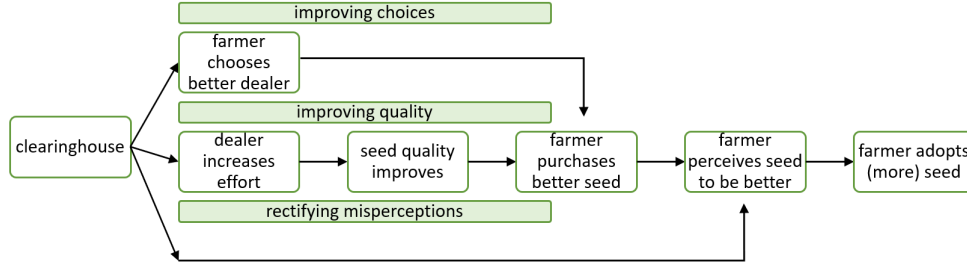 improving choices
farmer
chooses
better dealer
improving quality
clearinghouse
dealer
increases
effort
seed quality
improves
farmer
purchases
better seed
farmer
perceives seed
to be better
farmer adopts
(more) seed
rectifying misperceptions